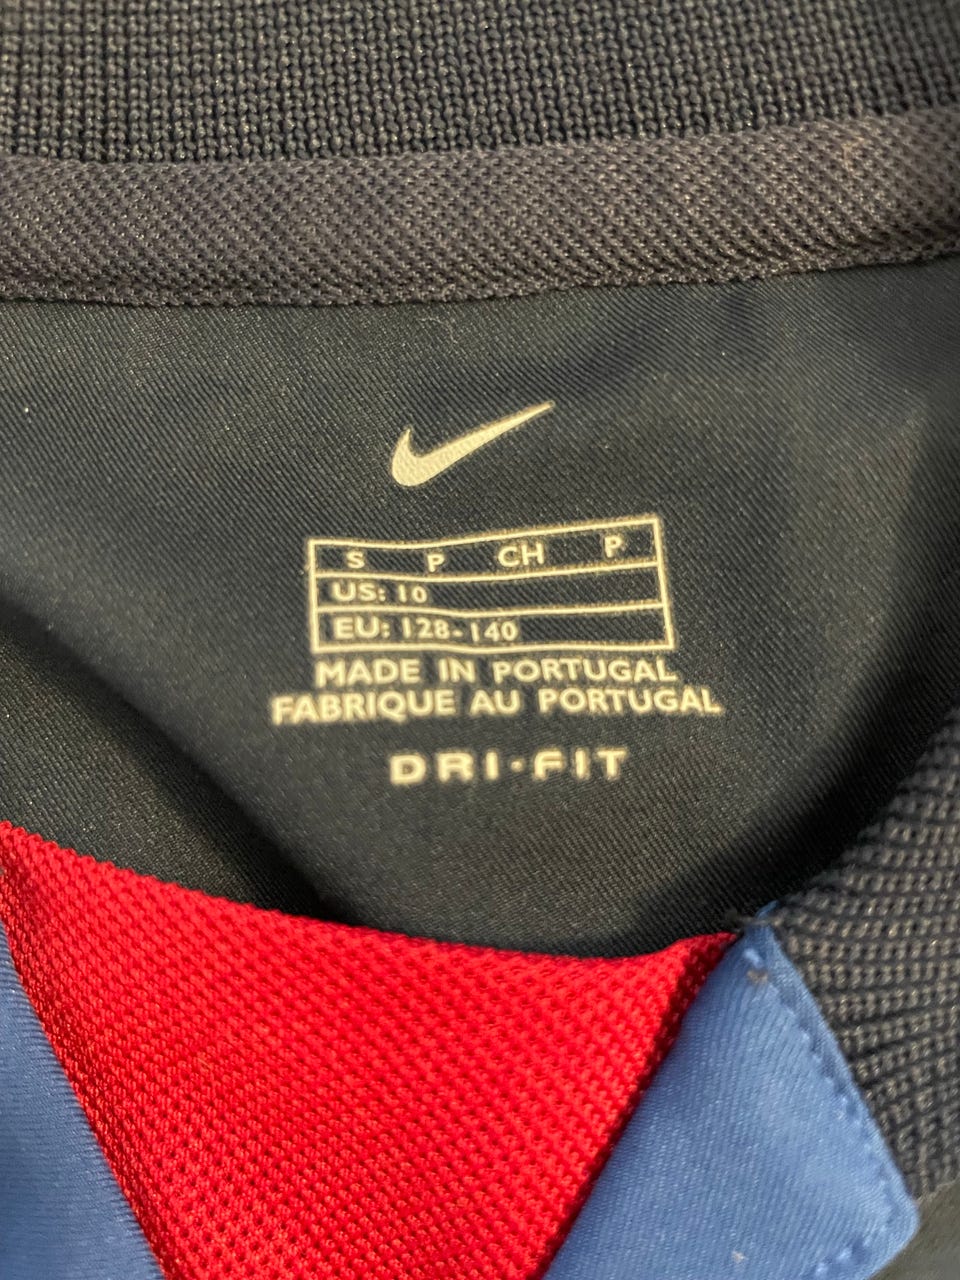 S P CH P
US: 10
EU: 128-140
MADE IN PORTUGAL
FABRIQUE AU PORTUGAL
DRI-FIT